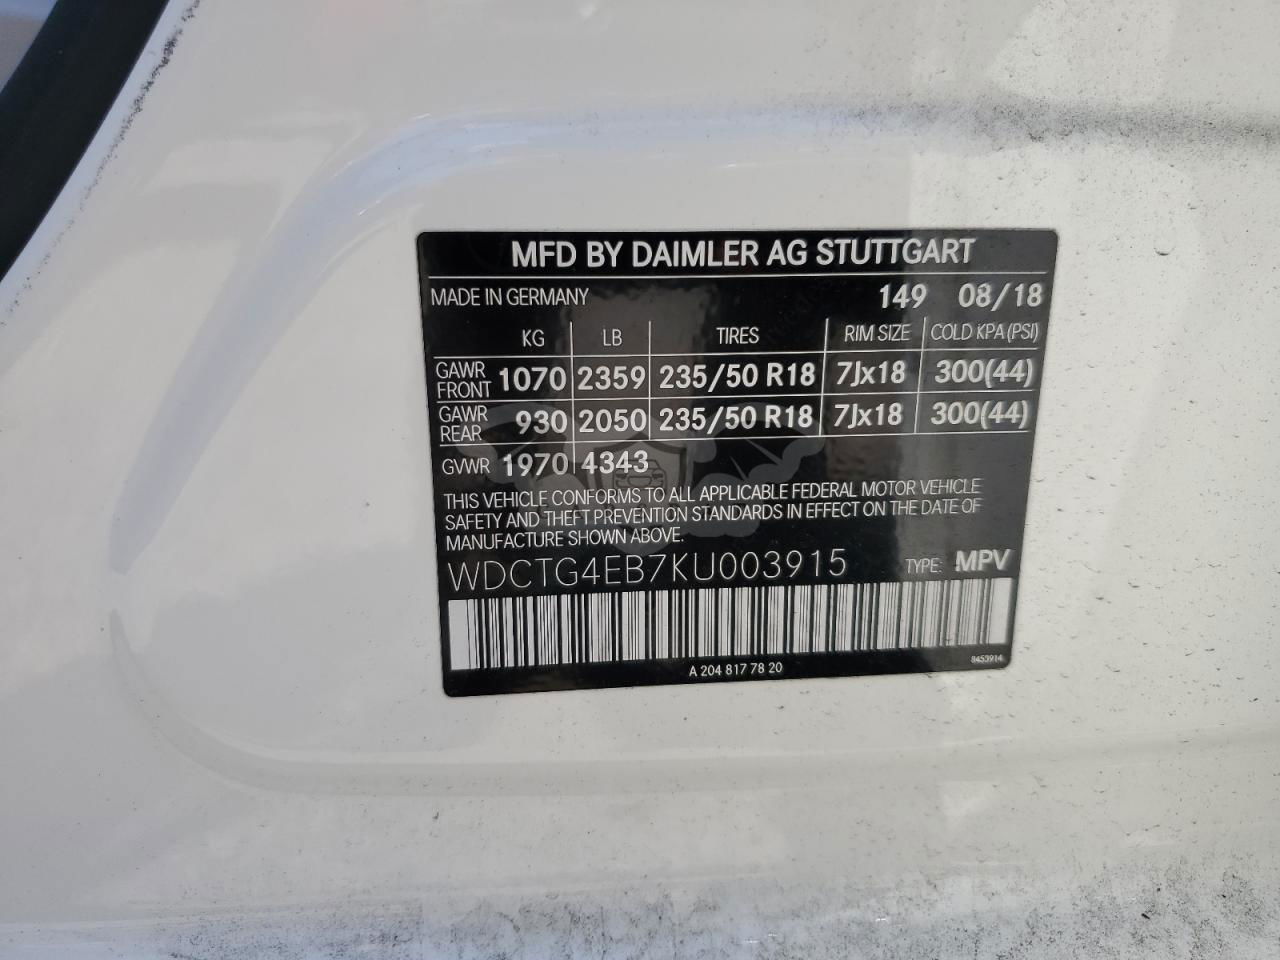 MFD BY DAIMLER AG STUTTGART
MADE IN GERMANY 149 08/18
KG LB TIRES RIM SIZE COLD KPA (PSI)
GAWR FRONT 1070 2359 235/50 R18 7Jx18 300(44)
GAWR REAR 930 2050 235/50 R18 7Jx18 300(44)
GVWR 1970 4343
THIS VEHICLE CONFORMS TO ALL APPLICABLE FEDERAL MOTOR VEHICLE
SAFETY AND THEFT PREVENTION STANDARDS IN EFFECT ON THE DATE OF
MANUFACTURE SHOWN ABOVE.
WDCTG4EB7KU003915 TYPE: MPV
A 204 817 78 20 8453914